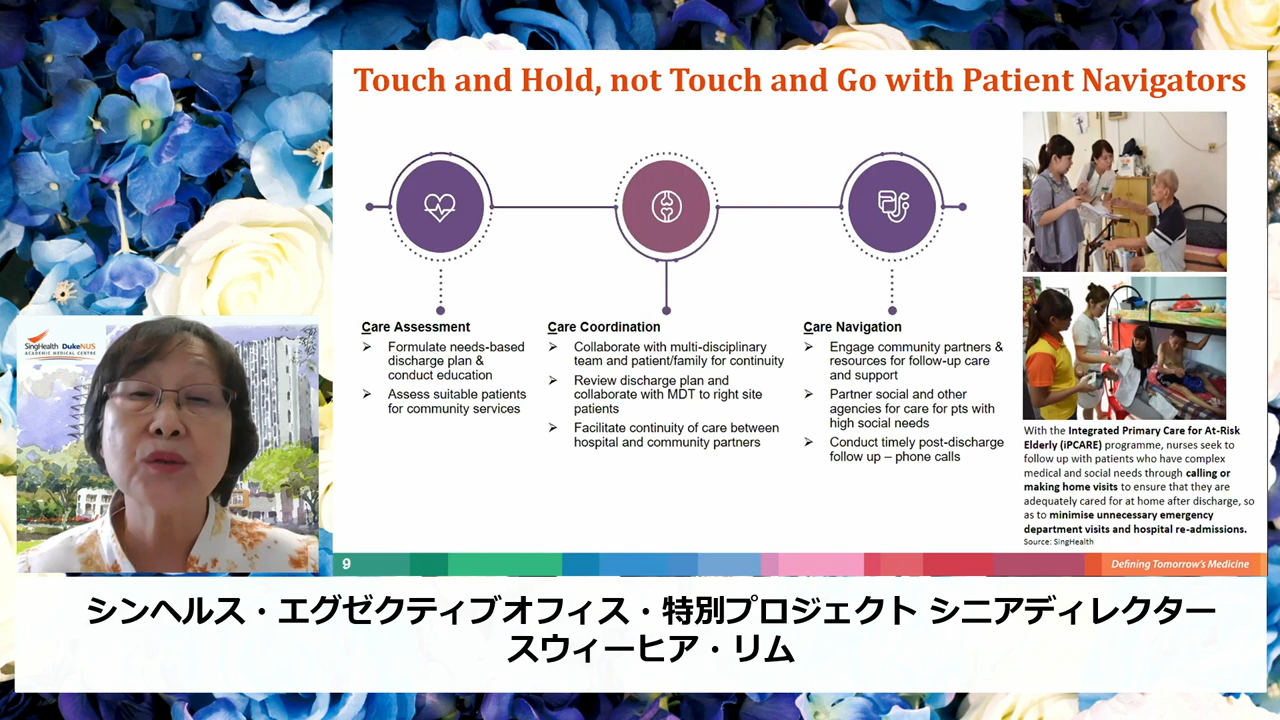 Touch and Hold, not Touch and Go with Patient Navigators
Care Assessment
➢ Formulate needs-based
discharge plan &
conduct education
➢ Assess suitable patients
for community services
Care Coordination
➢ Collaborate with multi-disciplinary
team and patient/family for continuity
➢ Review discharge plan and
collaborate with MDT to right site
patients
➢ Facilitate continuity of care between
hospital and community partners
Care Navigation
➢ Engage community partners &
resources for follow-up care
and support
➢ Partner social and other
agencies for care for pts with
high social needs
➢ Conduct timely post-discharge
follow up – phone calls
With the Integrated Primary Care for At-Risk
Elderly (iPCARE) programme, nurses seek to
follow up with patients who have complex
medical and social needs through calling or
making home visits to ensure that they are
adequately cared for at home after discharge, so
as to minimise unnecessary emergency
department visits and hospital re-admissions.
Source: SingHealth
9
Defining Tomorrow's Medicine
SingHealth DukeNUS
ACADEMIC MEDICAL CENTRE
シンヘルス・エグゼクティブオフィス・特別プロジェクト シニアディレクター
スウィーヒア・リム